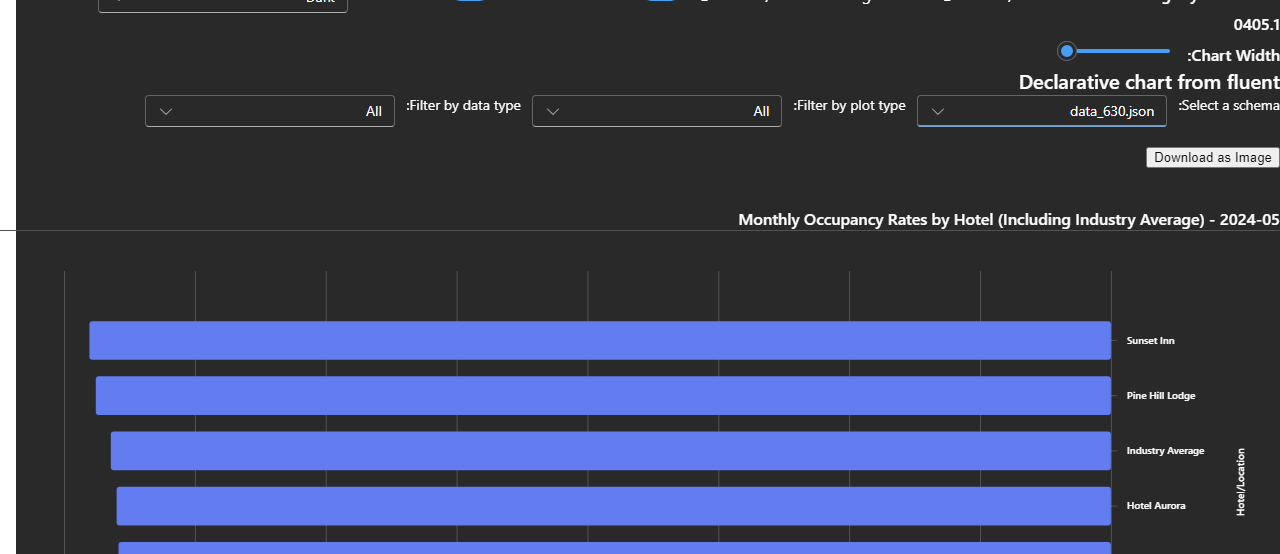 0405.1
:Chart Width
Declarative chart from fluent
:Select a schema
data_630.json
:Filter by plot type
All
:Filter by data type
All
Download as Image
Monthly Occupancy Rates by Hotel (Including Industry Average) - 2024-05
Sunset Inn
Pine Hill Lodge
Industry Average
Hotel Aurora
Hotel/Location